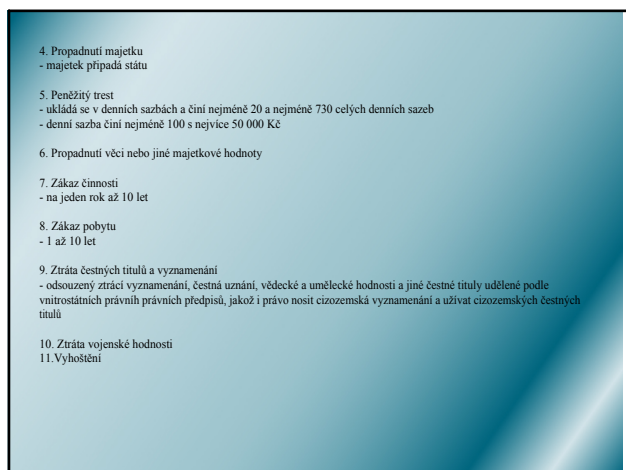 4. Propadnutí majetku
- majetek připadá státu
5. Peněžitý trest
- ukládá se v denních sazbách a činí nejméně 20 a nejméně 730 celých denních sazeb
- denní sazba činí nejméně 100 s nejvíce 50 000 Kč
6. Propadnutí věci nebo jiné majetkové hodnoty
7. Zákaz činnosti
- na jeden rok až 10 let
8. Zákaz pobytu
- 1 až 10 let
9. Ztráta čestných titulů a vyznamenání
- odsouzený ztrácí vyznamenání, čestná uznání, vědecké a umělecké hodnosti a jiné čestné tituly udělené podle
vnitrostátních právníh právních předpisů, jakož i právo nosit cizozemská vyznamenání a užívat cizozemských čestných
titulů
10. Ztráta vojenské hodnosti
11.Vyhoštění